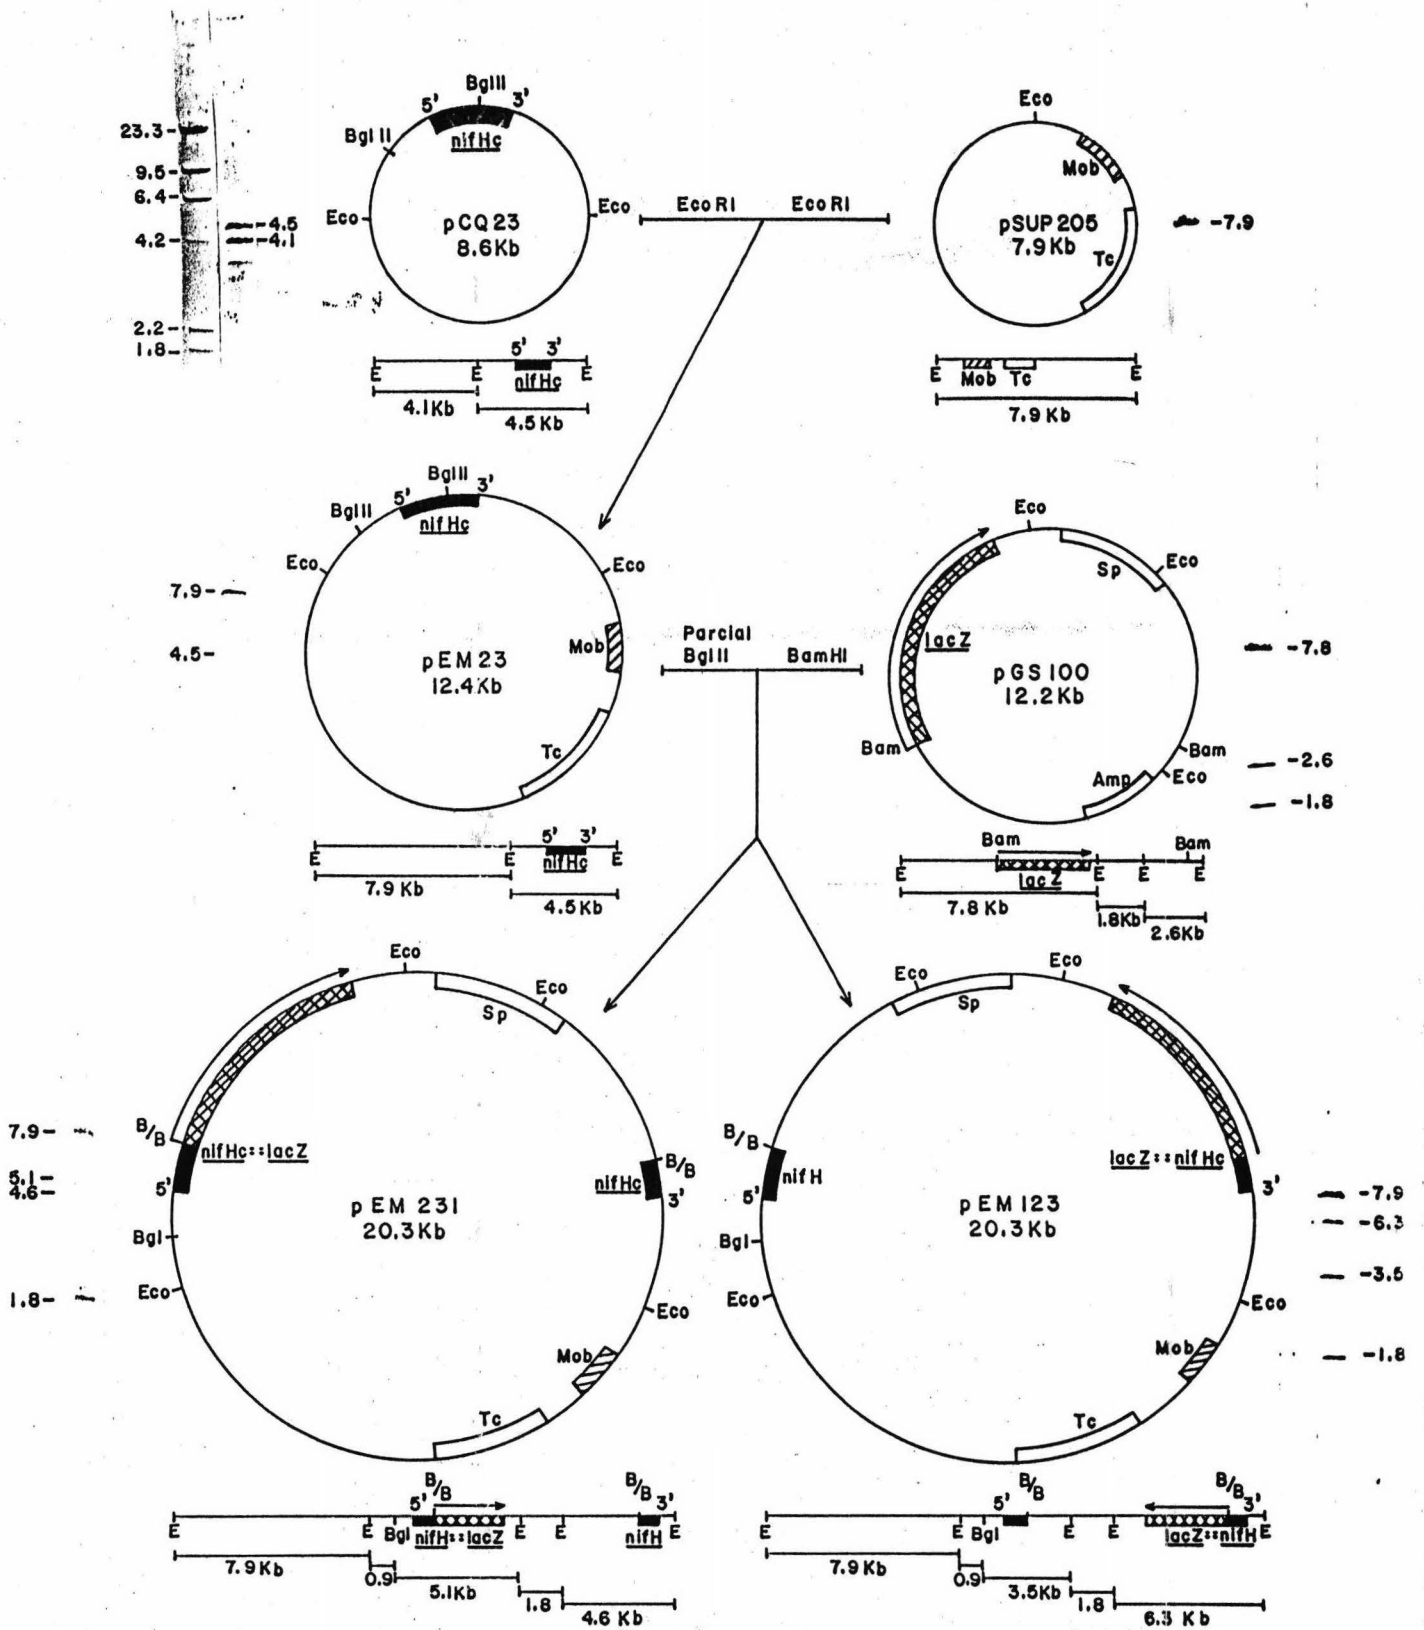 23.3-
9.5-
6.4-
4.2-
2.2-
1.8-
-4.5
-4.1
BglII
5' 3'
Bgl II
nifHc
Eco
Eco
pCQ23
8.6Kb
5' 3'
E E E
nifHc
4.1Kb
4.5Kb
EcoRI EcoRI
Eco
Mob
pSUP205
7.9Kb
Tc
-7.9
E Mob Tc E
7.9Kb
BglII
5' 3'
BglII
nifHc
Eco
Eco
7.9-
4.5-
Mob
pEM23
12.4Kb
Tc
5' 3'
E E E
nifHc
7.9 Kb
4.5Kb
Parcial
BglII BamHI
Eco
Sp
Eco
lacZ
pGS100
12.2Kb
Bam
Bam
Eco
Amp
-7.8
-2.6
-1.8
Bam Bam
E E E E
lacZ
7.8 Kb
1.8Kb
2.6Kb
Eco
Eco
Sp
B/B
nifHc::lacZ
B/B
nifHc
5'
3'
7.9-
5.1-
4.6-
1.8-
pEM 231
20.3Kb
Bgl
Eco
Eco
Mob
Tc
B/B B/B
5' 3'
E E Bgl nifH::lacZ E E nifH E
7.9Kb
0.9
5.1Kb
1.8
4.6 Kb
Eco
Eco
Sp
B/B
nifH
lacZ::nifHc
5'
3'
pEM123
20.3Kb
Bgl
Eco
Eco
Mob
Tc
-7.9
-6.3
-3.5
-1.8
5' B/B B/B 3'
E E Bgl E E lacZ::nifH E
7.9Kb
0.9
3.5Kb
1.8
6.3 Kb